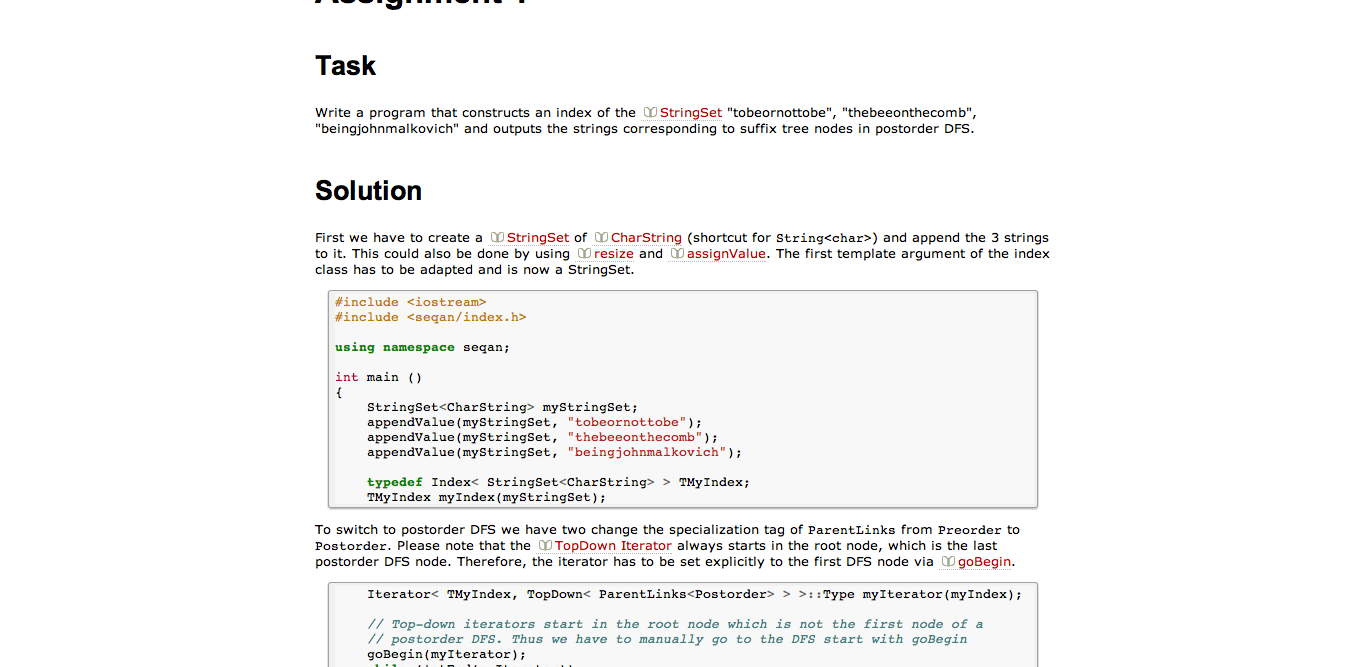 Task
Write a program that constructs an index of the StringSet "tobeornottobe", "thebeeonthecomb",
"beingjohnmalkovich" and outputs the strings corresponding to suffix tree nodes in postorder DFS.
Solution
First we have to create a StringSet of CharString (shortcut for String<char>) and append the 3 strings
to it. This could also be done by using resize and assignValue. The first template argument of the index
class has to be adapted and is now a StringSet.
#include <iostream>
#include <seqan/index.h>
using namespace seqan;
int main ()
{
    StringSet<CharString> myStringSet;
    appendValue(myStringSet, "tobeornottobe");
    appendValue(myStringSet, "thebeeonthecomb");
    appendValue(myStringSet, "beingjohnmalkovich");
    typedef Index< StringSet<CharString> > TMyIndex;
    TMyIndex myIndex(myStringSet);
To switch to postorder DFS we have two change the specialization tag of ParentLinks from Preorder to
Postorder. Please note that the TopDown Iterator always starts in the root node, which is the last
postorder DFS node. Therefore, the iterator has to be set explicitly to the first DFS node via goBegin.
    Iterator< TMyIndex, TopDown< ParentLinks<Postorder> > >::Type myIterator(myIndex);
    // Top-down iterators start in the root node which is not the first node of a
    // postorder DFS. Thus we have to manually go to the DFS start with goBegin
    goBegin(myIterator);